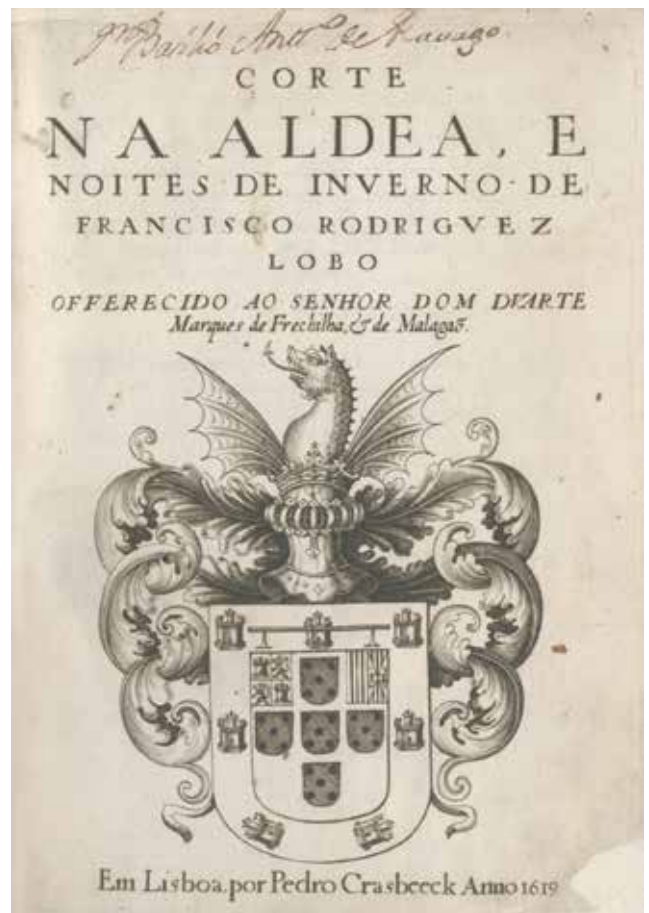 de
CORTE
NA ALDEA, E
NOITES DE INVERNO DE
FRANCISCO RODRIGVEZ
LOBO
OFFERECIDO AO SENHOR DOM DVARTE
Marques de Frechilha, & de Malagaõ.
Em Lisboa. por Pedro Crasbeeck Anno 1619